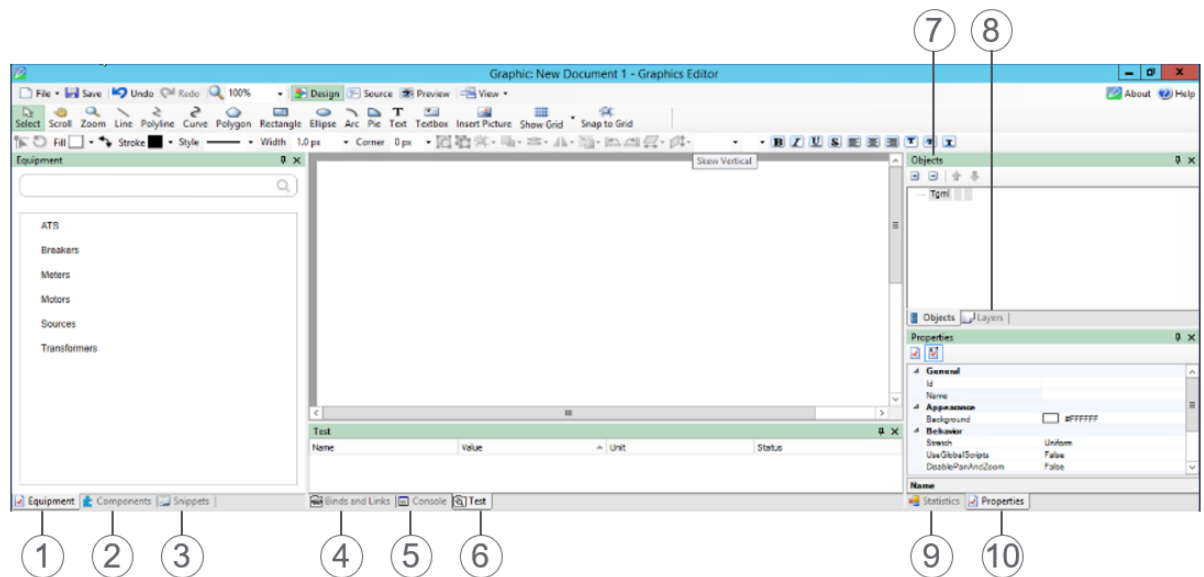 7 8
Graphic: New Document 1 - Graphics Editor
File Save Undo Redo 100% Design Source Preview View About Help
Select Scroll Zoom Line Polyline Curve Polygon Rectangle Ellipse Arc Pie Text Textbox Insert Picture Show Grid Snap to Grid
Fill Stroke Style Width 1.0 px Corner 0 px B I U S T T T
Skew Vertical
Equipment
ATS
Breakers
Meters
Motors
Sources
Transformers
Equipment Components Snippets
Test
Name Value Unit Status
Binds and Links Console Test
Objects
Tgml
Objects Layers
Properties
General
Id
Name
Appearance
Background #FFFFFF
Behavior
Stretch Uniform
UseGlobalScripts False
DisablePanAndZoom False
Name
Statistics Properties
1 2 3 4 5 6 9 10